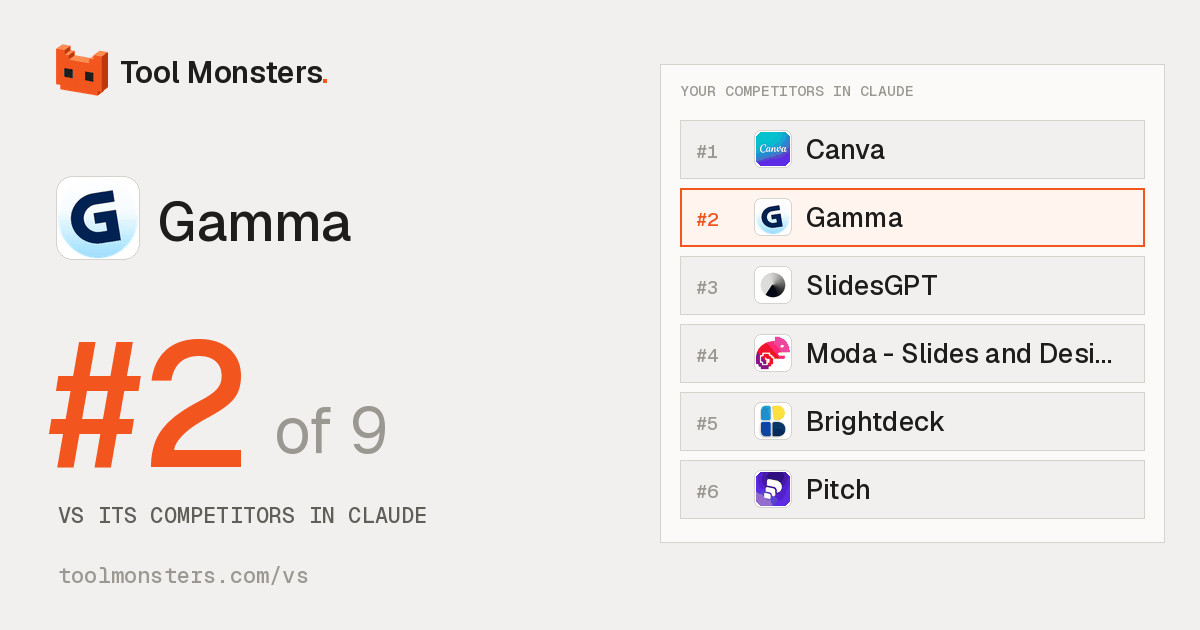 Tool Monsters.
Gamma
#2 of 9
VS ITS COMPETITORS IN CLAUDE
toolmonsters.com/vs
YOUR COMPETITORS IN CLAUDE
#1 Canva Canva
#2 G Gamma
#3 SlidesGPT
#4 Moda - Slides and Desi...
#5 Brightdeck
#6 Pitch